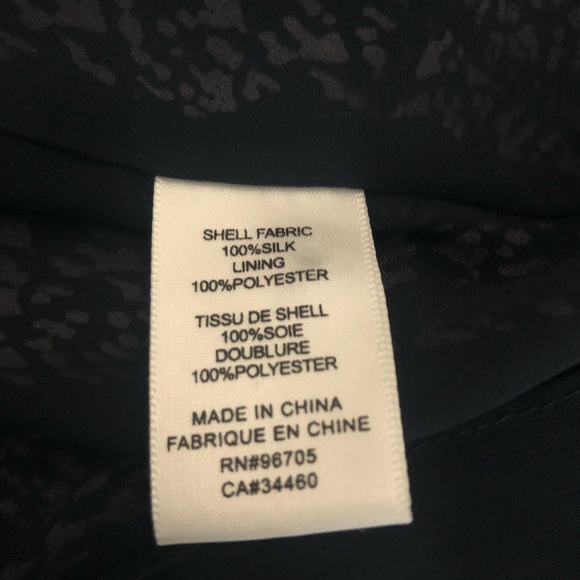 SHELL FABRIC
100%SILK
LINING
100%POLYESTER
TISSU DE SHELL
100%SOIE
DOUBLURE
100%POLYESTER
MADE IN CHINA
FABRIQUE EN CHINE
RN#96705
CA#34460